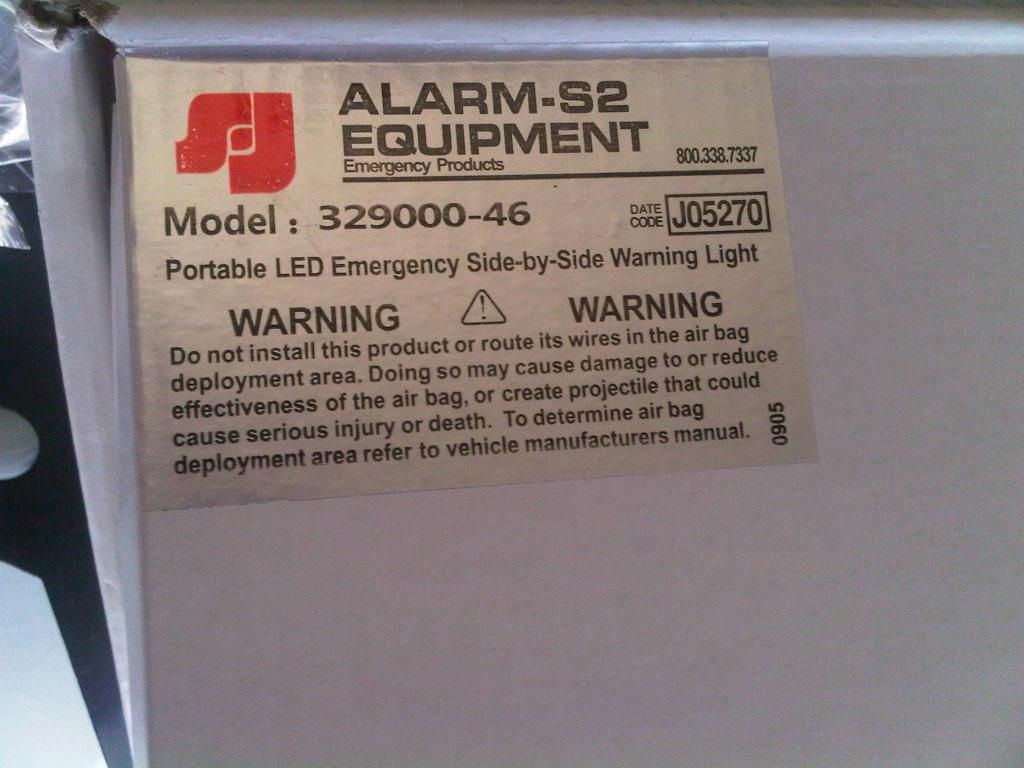 ALARM-S2
EQUIPMENT
Emergency Products
800.338.7337
Model : 329000-46
DATE
CODE
J05270
Portable LED Emergency Side-by-Side Warning Light
WARNING WARNING
Do not install this product or route its wires in the air bag
deployment area. Doing so may cause damage to or reduce
effectiveness of the air bag, or create projectile that could
cause serious injury or death. To determine air bag
deployment area refer to vehicle manufacturers manual.
0905